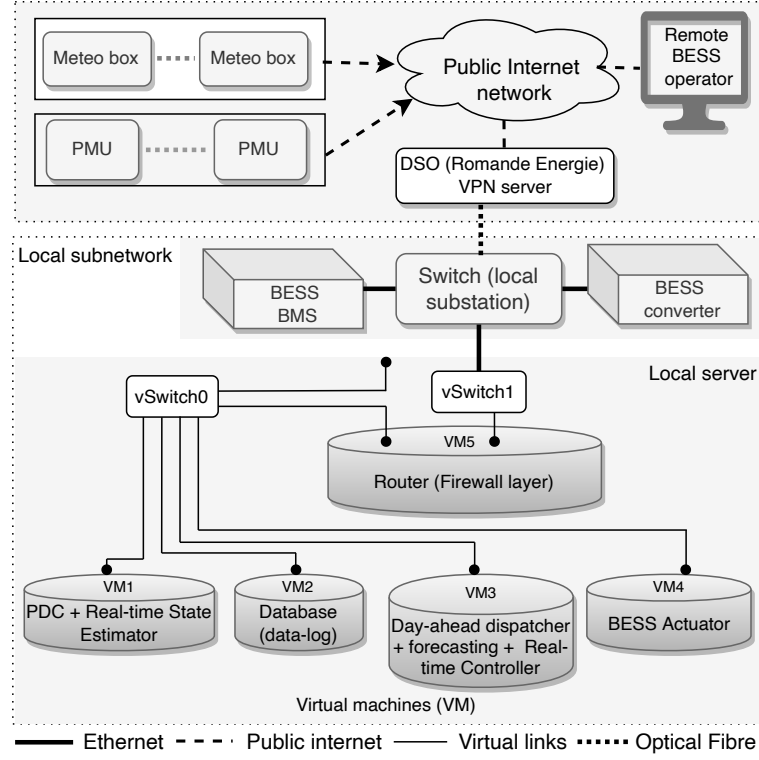 Meteo box
Meteo box
Public Internet
network
Remote
BESS
operator
PMU
PMU
DSO (Romande Energie)
VPN server
Local subnetwork
BESS
BMS
Switch (local
substation)
BESS
converter
Local server
vSwitch0
vSwitch1
VM5
Router (Firewall layer)
VM1
PDC + Real-time State
Estimator
VM2
Database
(data-log)
VM3
Day-ahead dispatcher
+ forecasting + Real-
time Controller
VM4
BESS Actuator
Virtual machines (VM)
Ethernet
Public internet
Virtual links
Optical Fibre